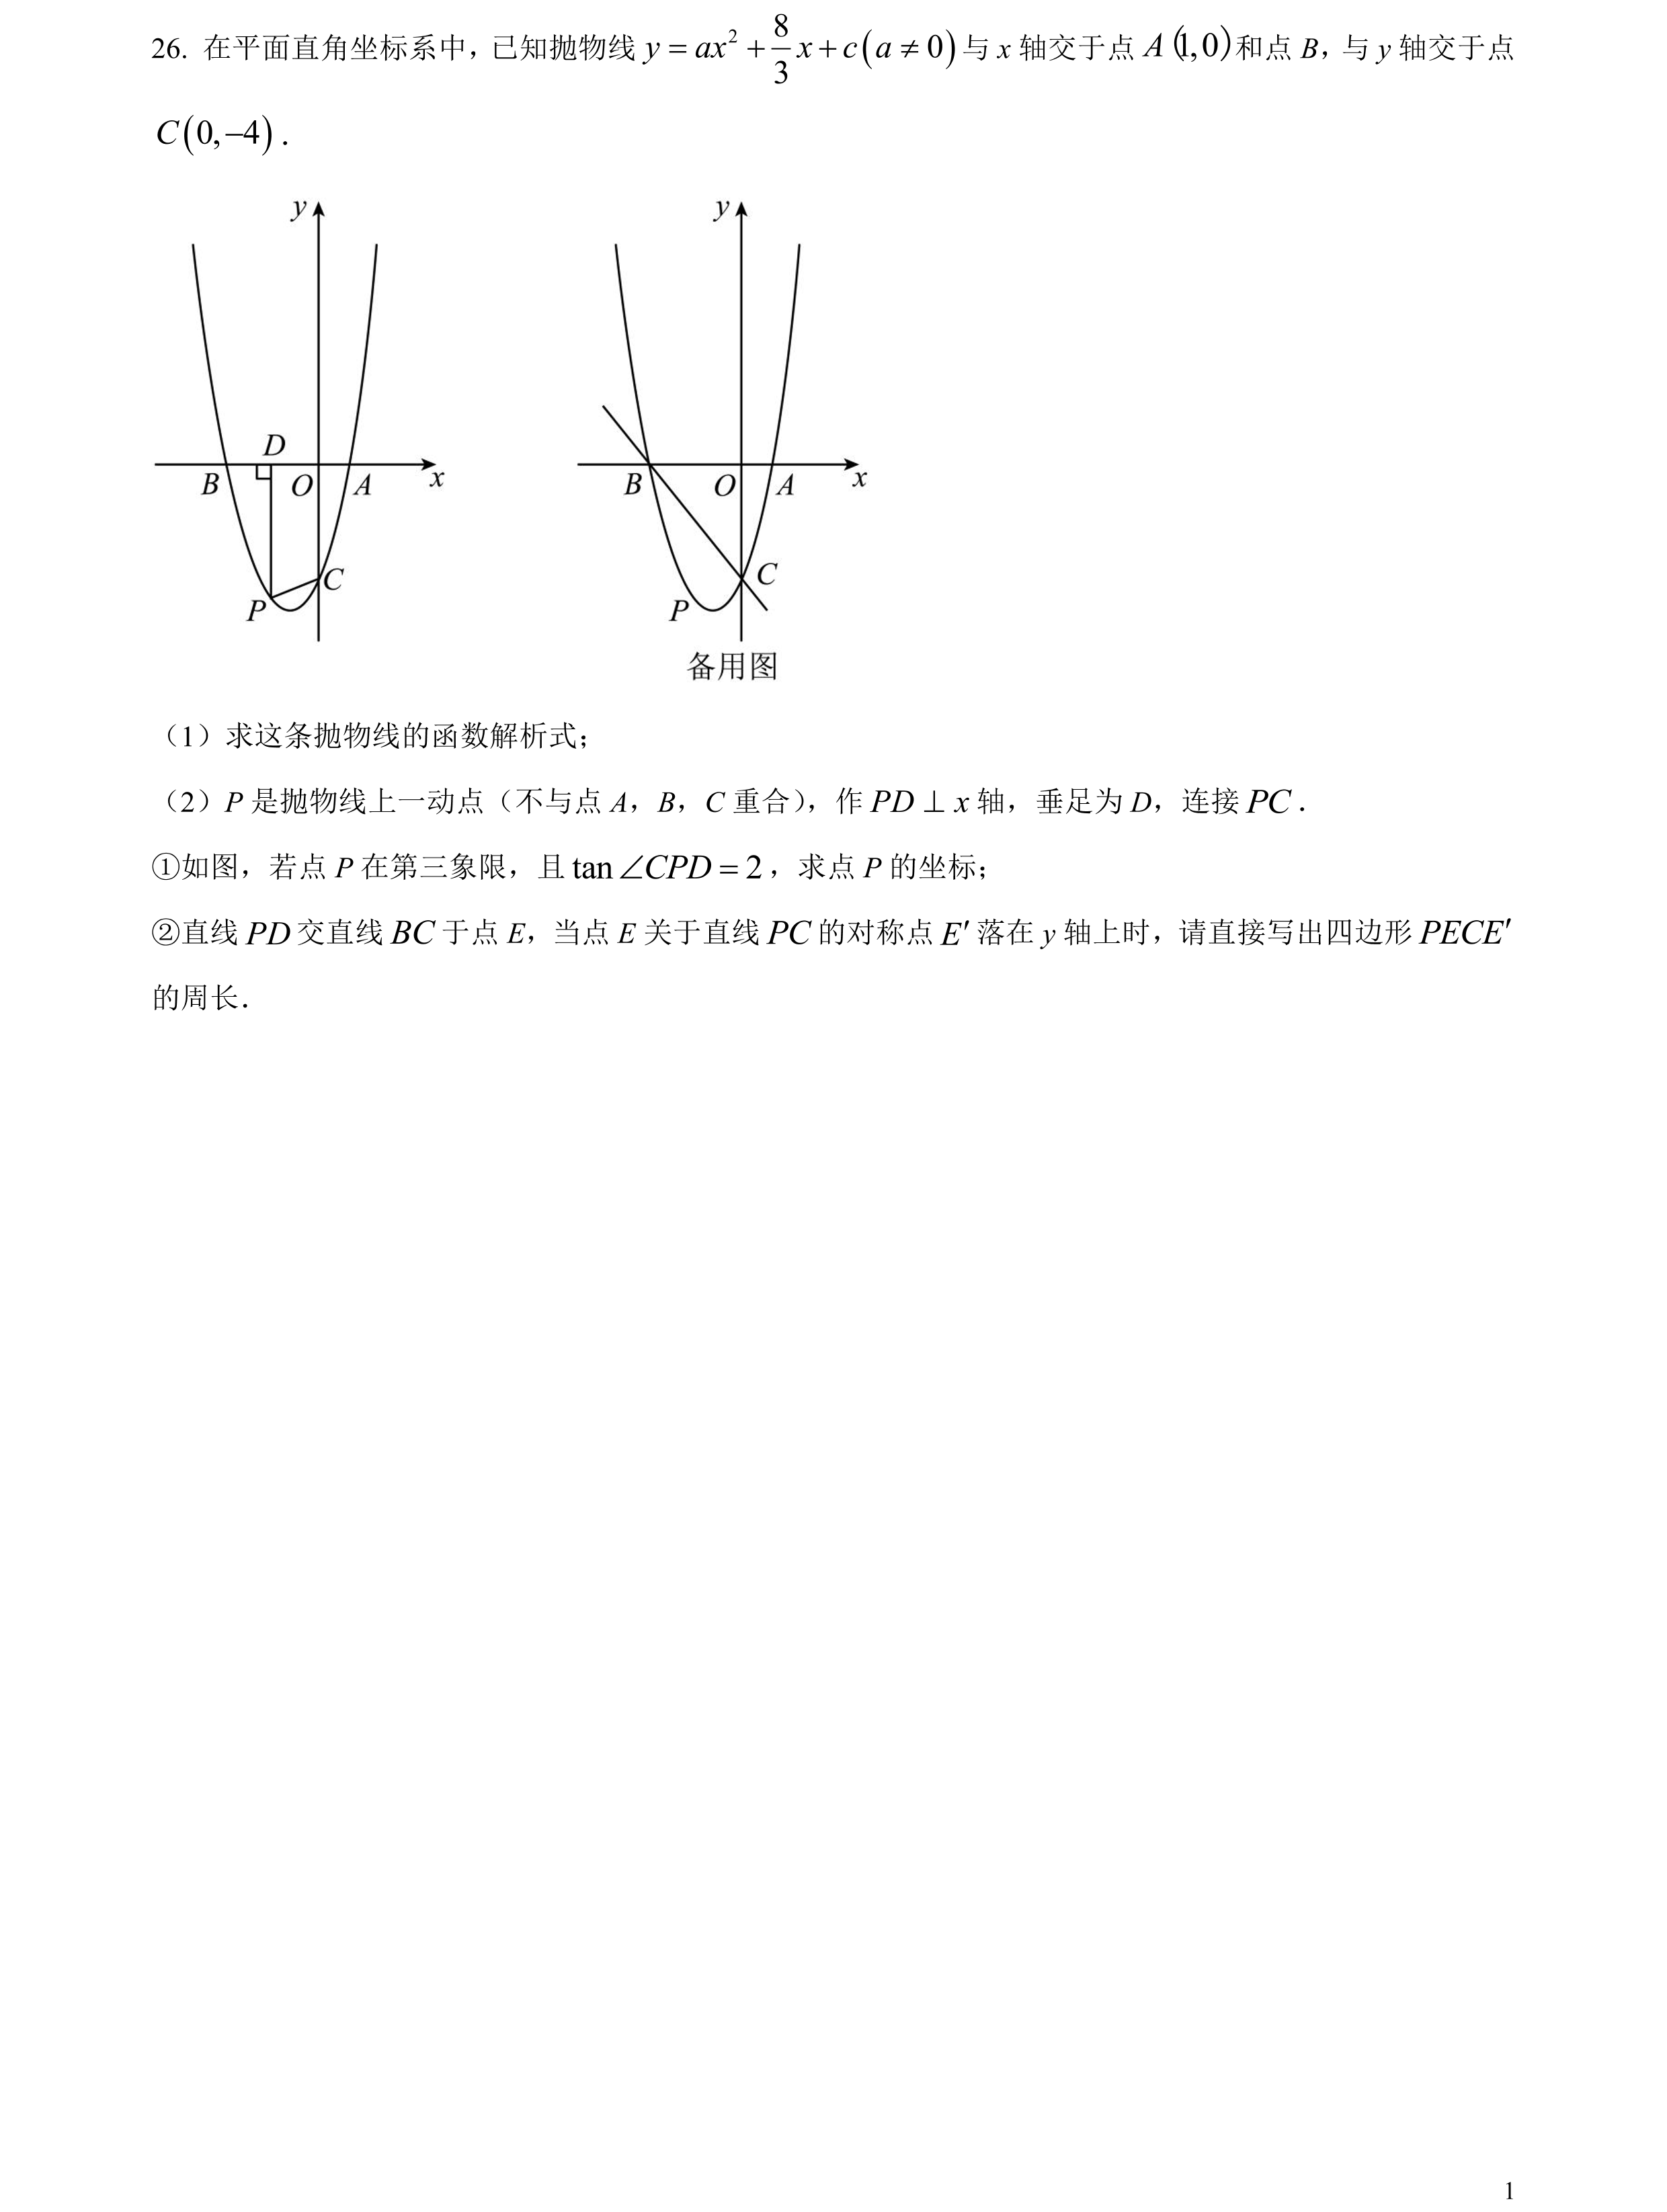 26. 在平面直角坐标系中，已知抛物线 y = ax² + 8/3 x + c (a ≠ 0) 与 x 轴交于点 A (1,0) 和点 B，与 y 轴交于点
C(0,−4)．
y y
D
B O A x B O A x
C C
P P
备用图
（1）求这条抛物线的函数解析式；
（2）P 是抛物线上一动点（不与点 A，B，C 重合），作 PD ⊥ x 轴，垂足为 D，连接 PC．
①如图，若点 P 在第三象限，且 tan ∠CPD = 2，求点 P 的坐标；
②直线 PD 交直线 BC 于点 E，当点 E 关于直线 PC 的对称点 E′ 落在 y 轴上时，请直接写出四边形 PECE′
的周长．
1